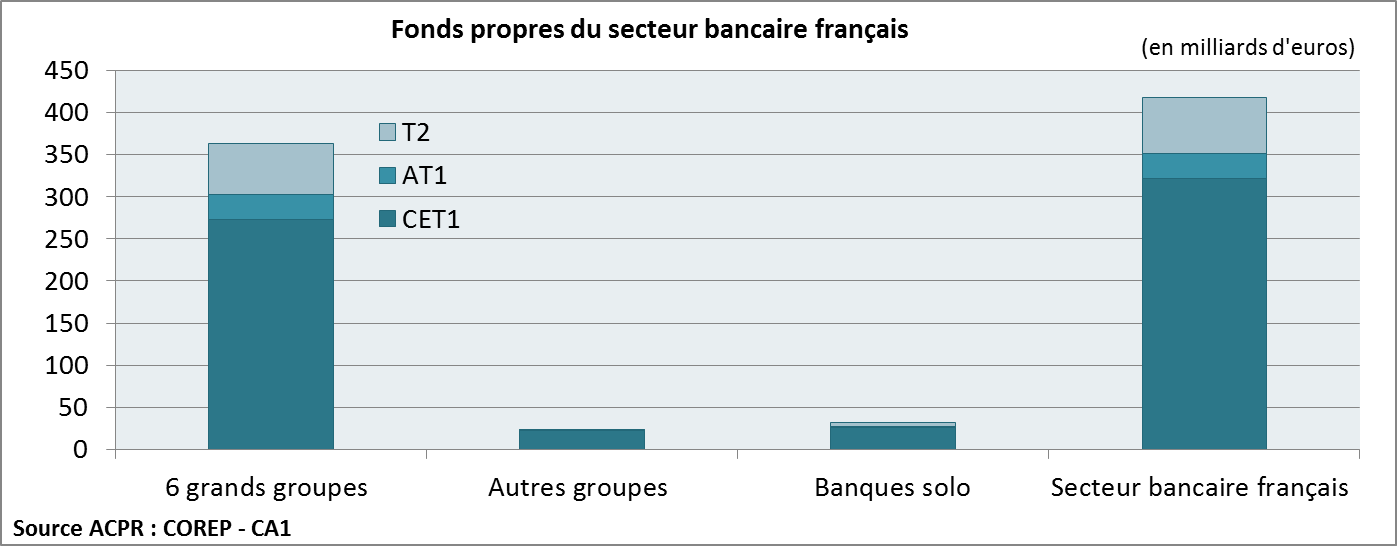 Fonds propres du secteur bancaire français
(en milliards d'euros)
450
400
350
300
250
200
150
100
50
0
T2
AT1
CET1
6 grands groupes
Autres groupes
Banques solo
Secteur bancaire français
Source ACPR : COREP - CA1